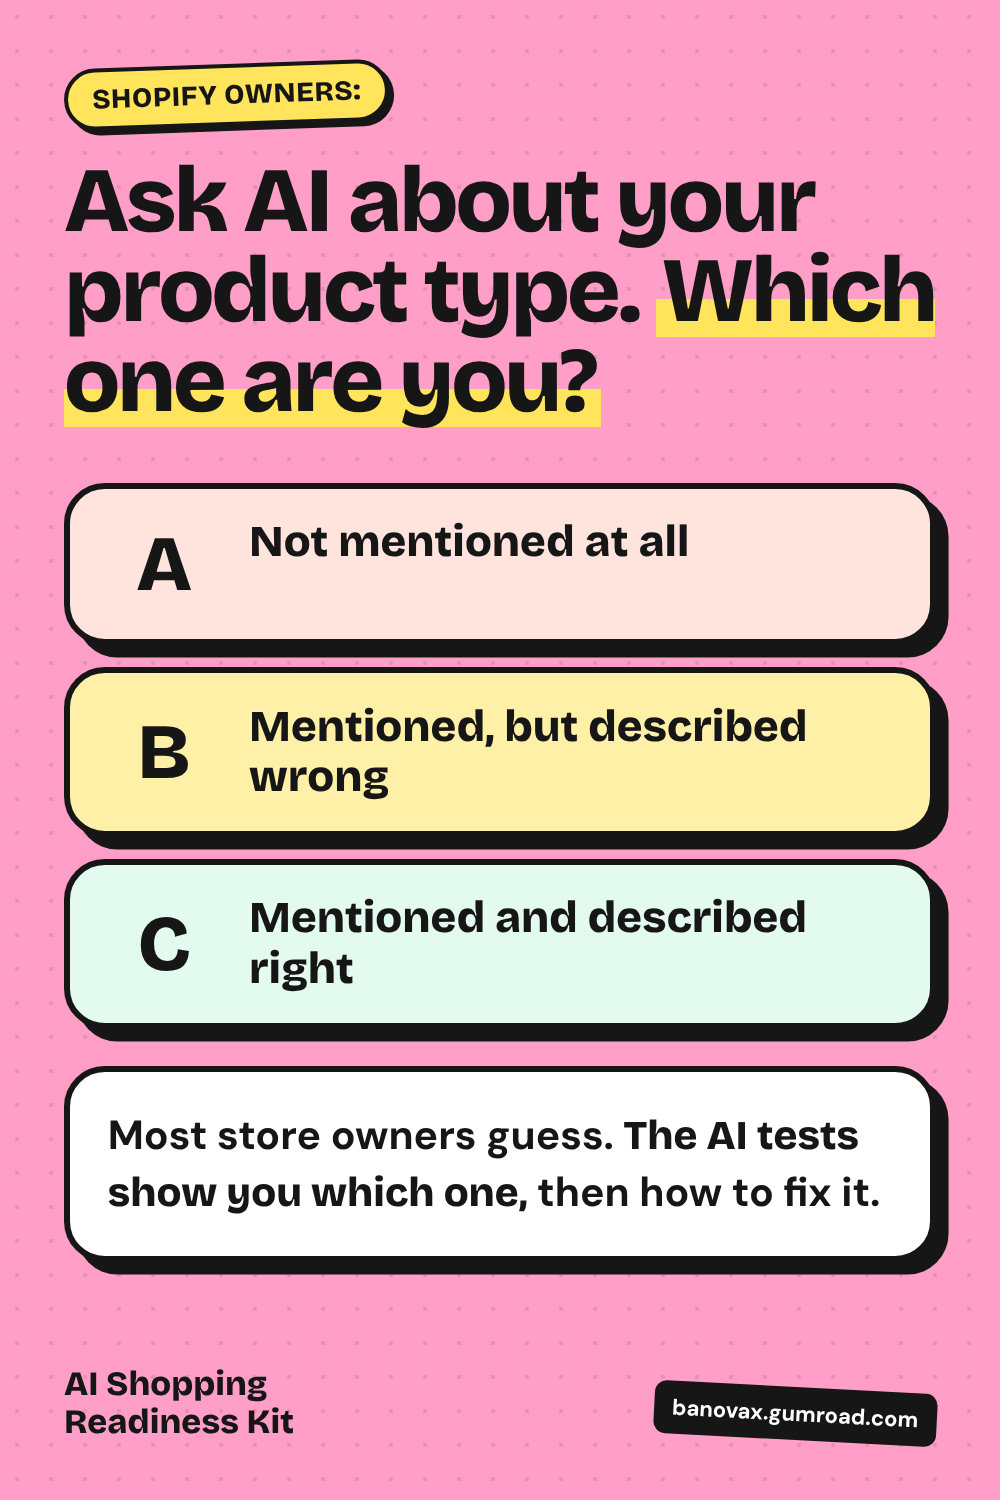 SHOPIFY OWNERS:
Ask AI about your
product type. Which
one are you?
A
Not mentioned at all
B
Mentioned, but described
wrong
C
Mentioned and described
right
Most store owners guess. The AI tests
show you which one, then how to fix it.
AI Shopping
Readiness Kit
banovax.gumroad.com